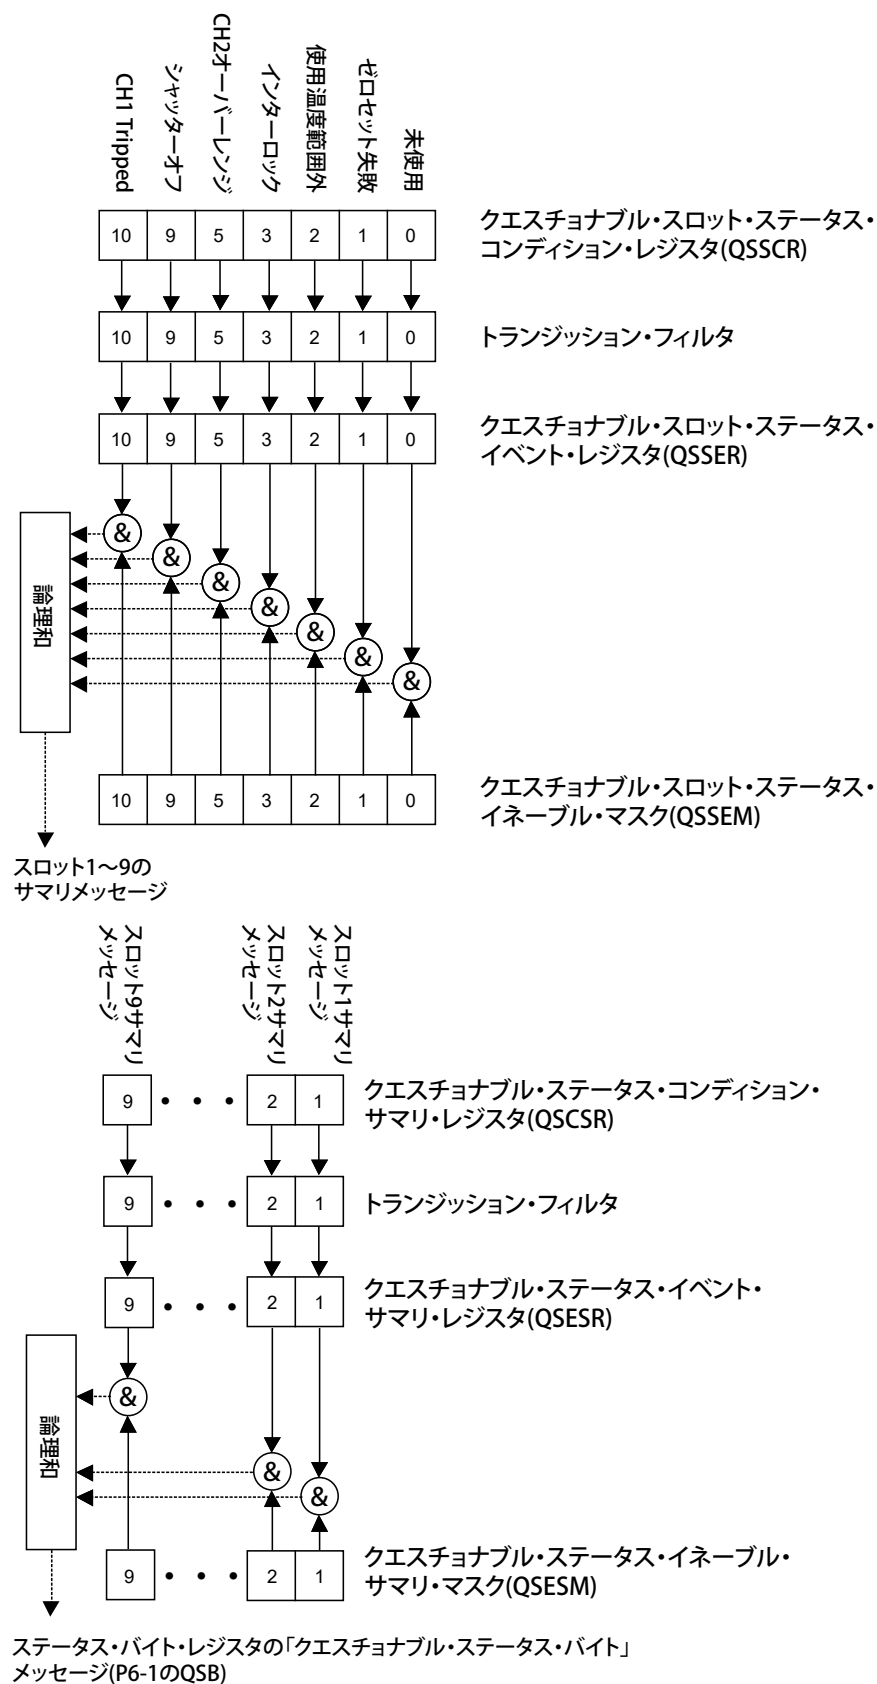 CH1 Tripped
シャッターオフ
CH2オーバーレンジ
インターロック
使用温度範囲外
ゼロセット失敗
未使用
10 9 5 3 2 1 0
クエスチョナブル・スロット・ステータス・
コンディション・レジスタ(QSSCR)
10 9 5 3 2 1 0
トランジッション・フィルタ
10 9 5 3 2 1 0
クエスチョナブル・スロット・ステータス・
イベント・レジスタ(QSSER)
&
&
&
&
&
&
&
論理和
10 9 5 3 2 1 0
クエスチョナブル・スロット・ステータス・
イネーブル・マスク(QSSEM)
スロット1～9の
サマリメッセージ
スロット9サマリ
メッセージ
スロット2サマリ
メッセージ
スロット1サマリ
メッセージ
9 • • • 2 1
クエスチョナブル・ステータス・コンディション・
サマリ・レジスタ(QSCSR)
9 • • • 2 1
トランジッション・フィルタ
9 • • • 2 1
クエスチョナブル・ステータス・イベント・
サマリ・レジスタ(QSESR)
&
&
&
論理和
9 • • • 2 1
クエスチョナブル・ステータス・イネーブル・
サマリ・マスク(QSESM)
ステータス・バイト・レジスタの「クエスチョナブル・ステータス・バイト」
メッセージ(P6-1のQSB)